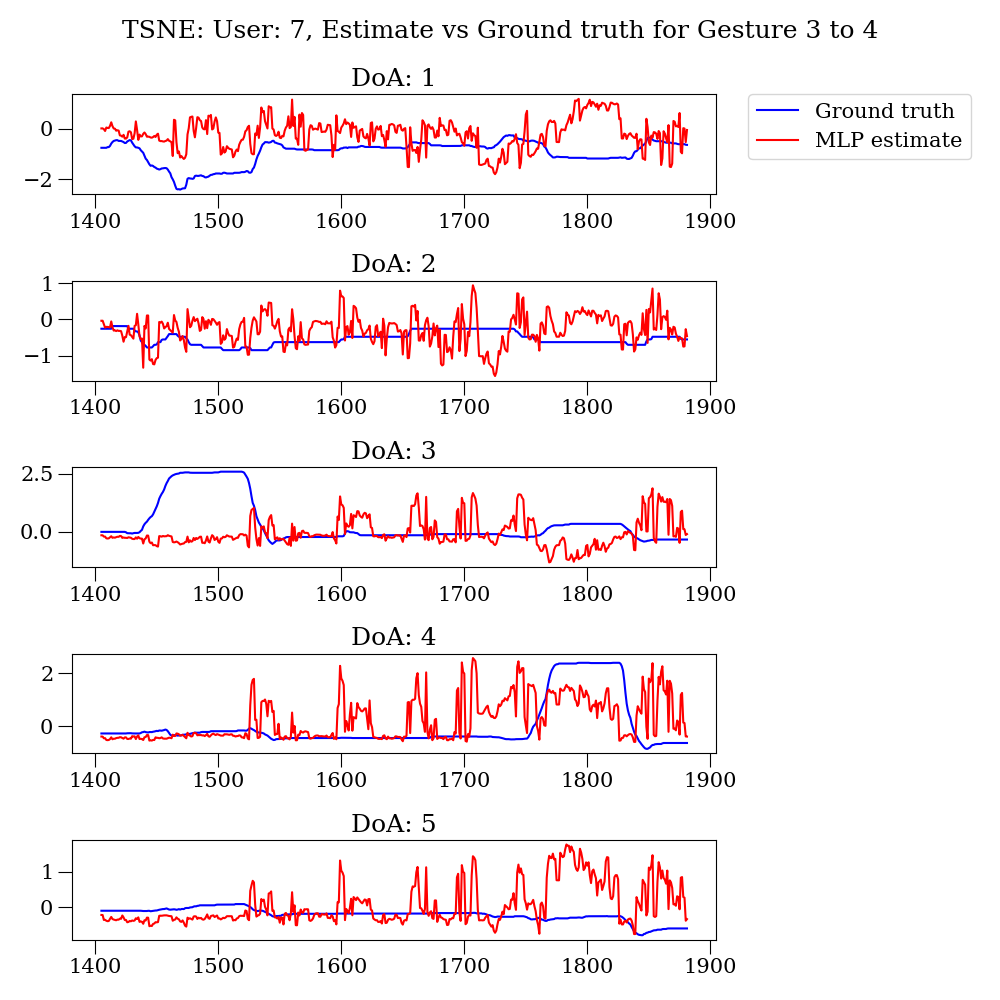 TSNE: User: 7, Estimate vs Ground truth for Gesture 3 to 4
DoA: 1
Ground truth
MLP estimate
0
−2
1400 1500 1600 1700 1800 1900
DoA: 2
1
0
−1
1400 1500 1600 1700 1800 1900
DoA: 3
2.5
0.0
1400 1500 1600 1700 1800 1900
DoA: 4
2
0
1400 1500 1600 1700 1800 1900
DoA: 5
1
0
1400 1500 1600 1700 1800 1900